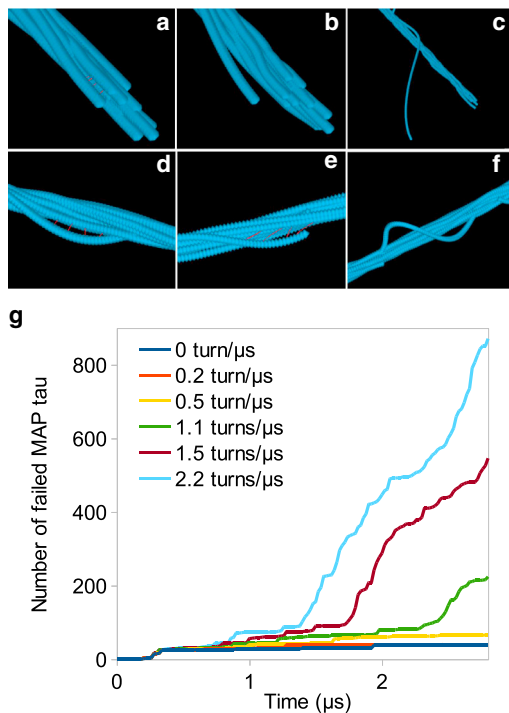 a
b
c
d
e
f
g
0 turn/µs
0.2 turn/µs
0.5 turn/µs
1.1 turns/µs
1.5 turns/µs
2.2 turns/µs
Number of failed MAP tau
800
600
400
200
0
0
1
2
Time (µs)